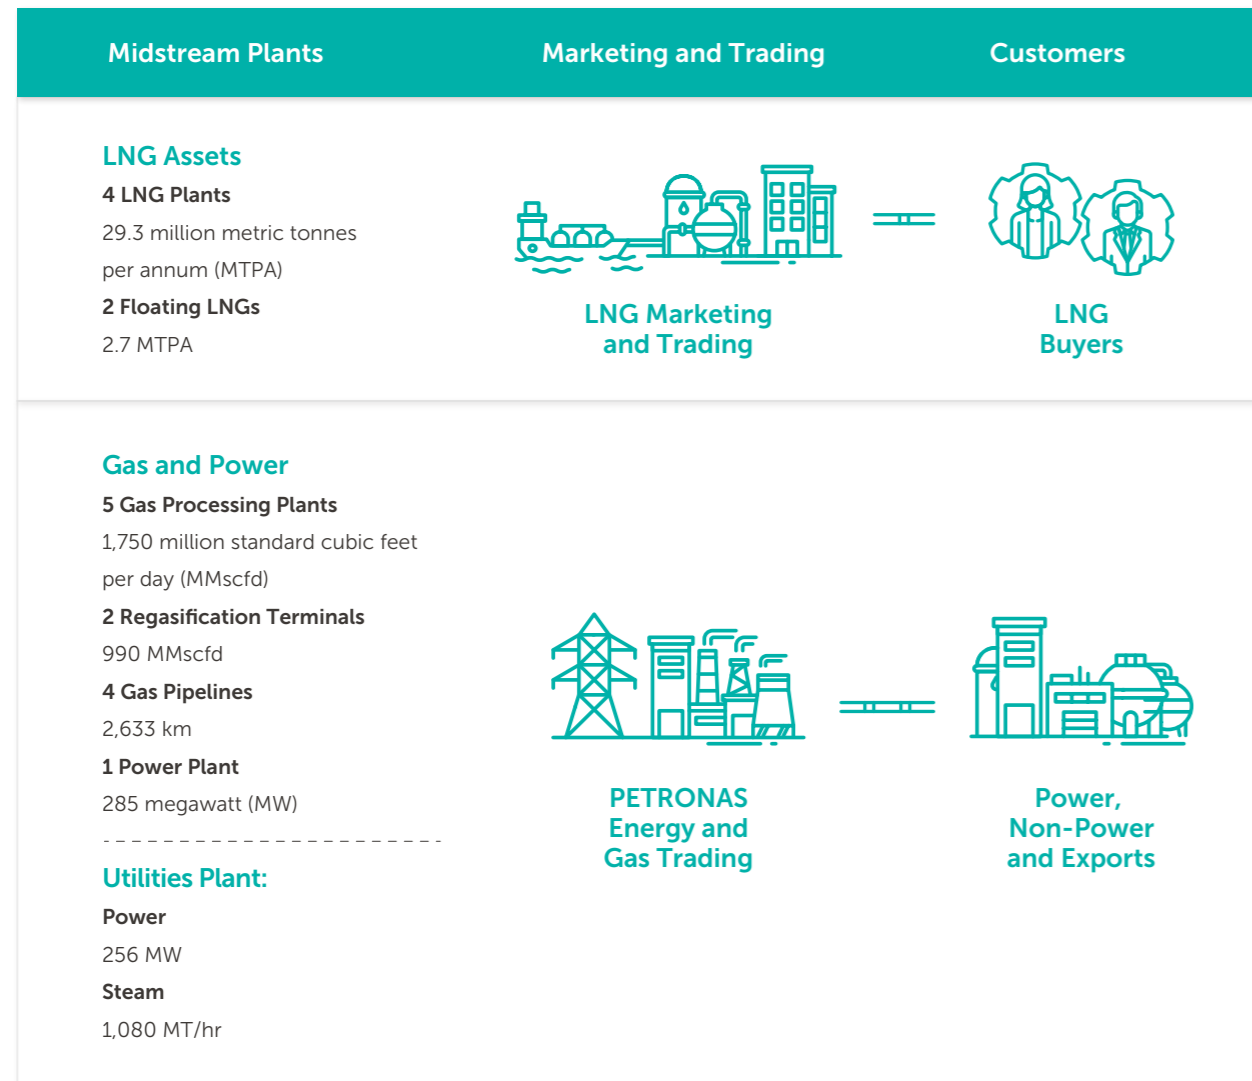 Midstream Plants
Marketing and Trading
Customers
LNG Assets
4 LNG Plants
29.3 million metric tonnes
per annum (MTPA)
2 Floating LNGs
2.7 MTPA
LNG Marketing
and Trading
LNG
Buyers
Gas and Power
5 Gas Processing Plants
1,750 million standard cubic feet
per day (MMscfd)
2 Regasification Terminals
990 MMscfd
4 Gas Pipelines
2,633 km
1 Power Plant
285 megawatt (MW)
Utilities Plant:
Power
256 MW
Steam
1,080 MT/hr
PETRONAS
Energy and
Gas Trading
Power,
Non-Power
and Exports